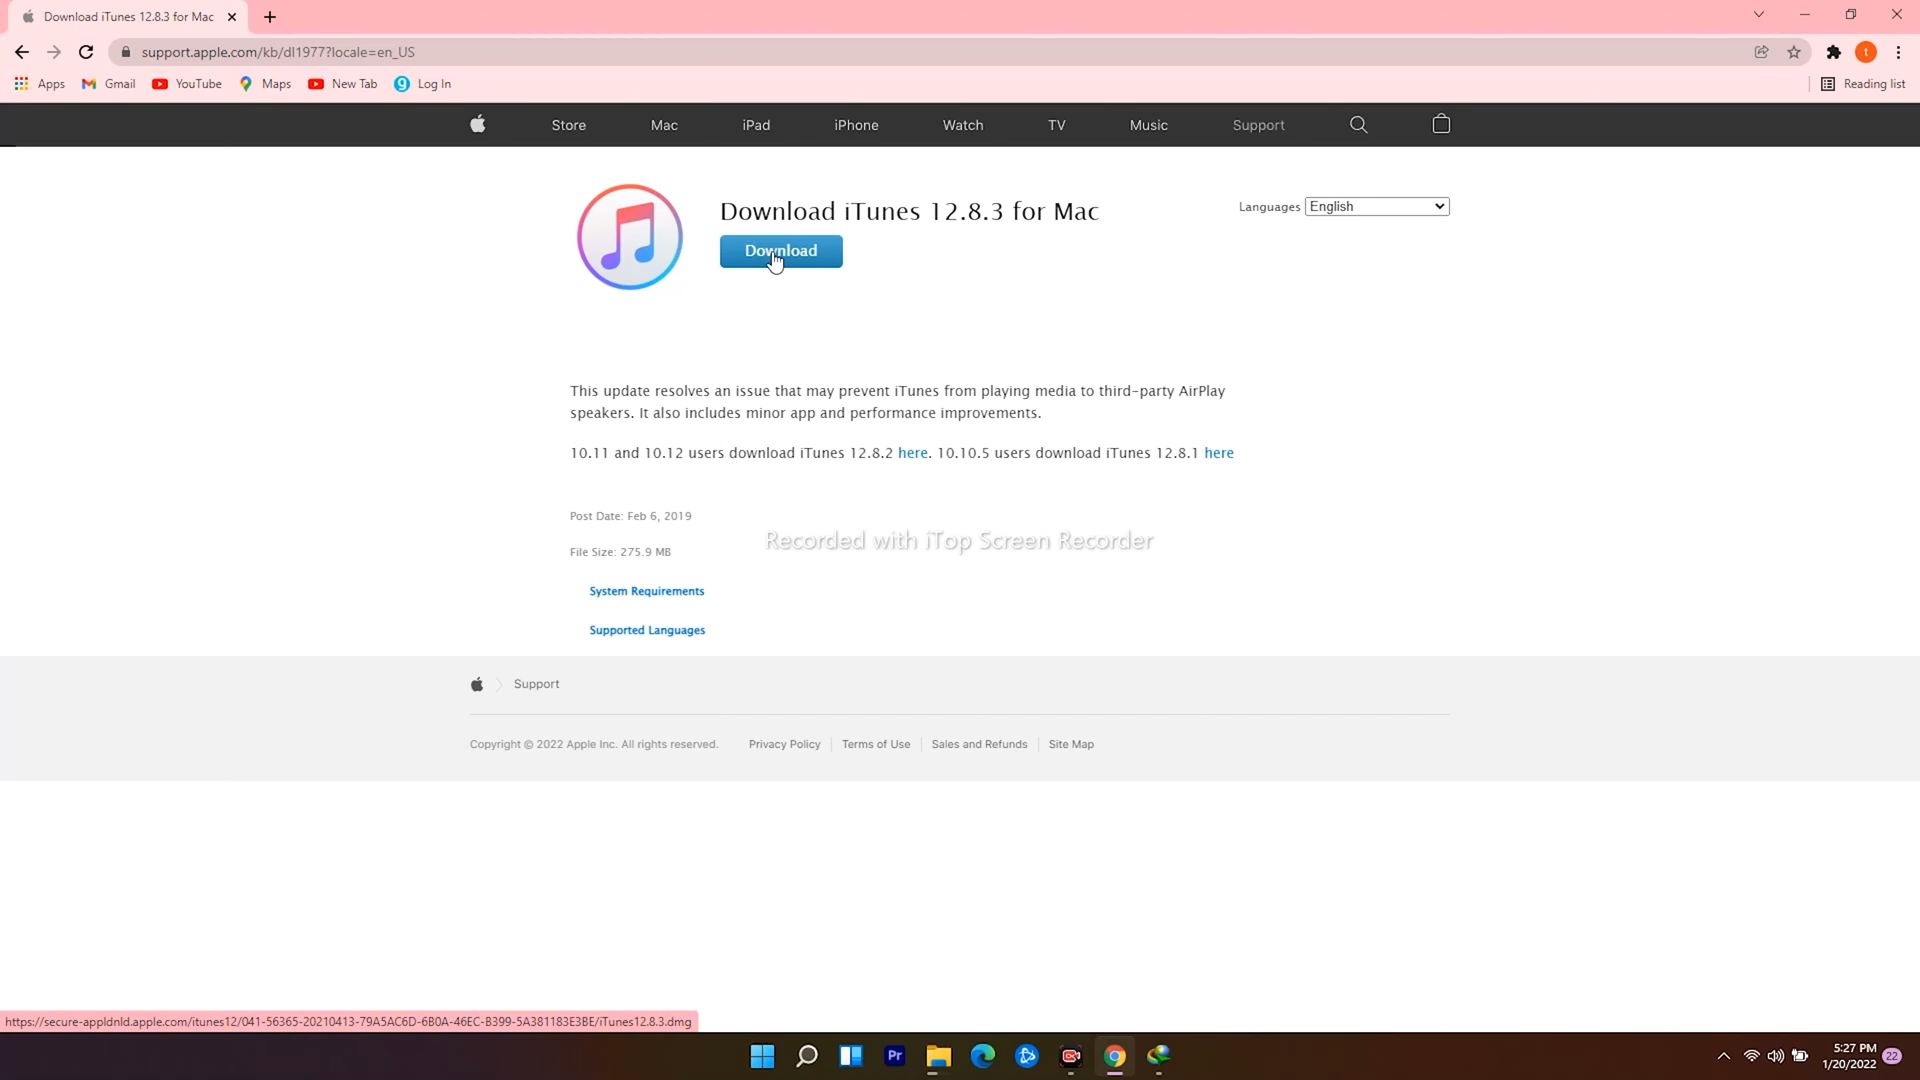 Download iTunes 12.8.3 for Mac
support.apple.com/kb/dl1977?locale=en_US
Apps
Gmail
YouTube
Maps
New Tab
Log In
Reading list
Store
Mac
iPad
iPhone
Watch
TV
Music
Support
Download iTunes 12.8.3 for Mac
Languages English
Download
This update resolves an issue that may prevent iTunes from playing media to third-party AirPlay
speakers. It also includes minor app and performance improvements.
10.11 and 10.12 users download iTunes 12.8.2 here. 10.10.5 users download iTunes 12.8.1 here
Post Date: Feb 6, 2019
Recorded with iTop Screen Recorder
File Size: 275.9 MB
System Requirements
Supported Languages
Support
Copyright © 2022 Apple Inc. All rights reserved.
Privacy Policy
Terms of Use
Sales and Refunds
Site Map
https://secure-appldnld.apple.com/itunes12/041-56365-20210413-79A5AC6D-6B0A-46EC-B399-5A381183E3BE/iTunes12.8.3.dmg
t
g
Pr
5:27 PM
1/20/2022
22